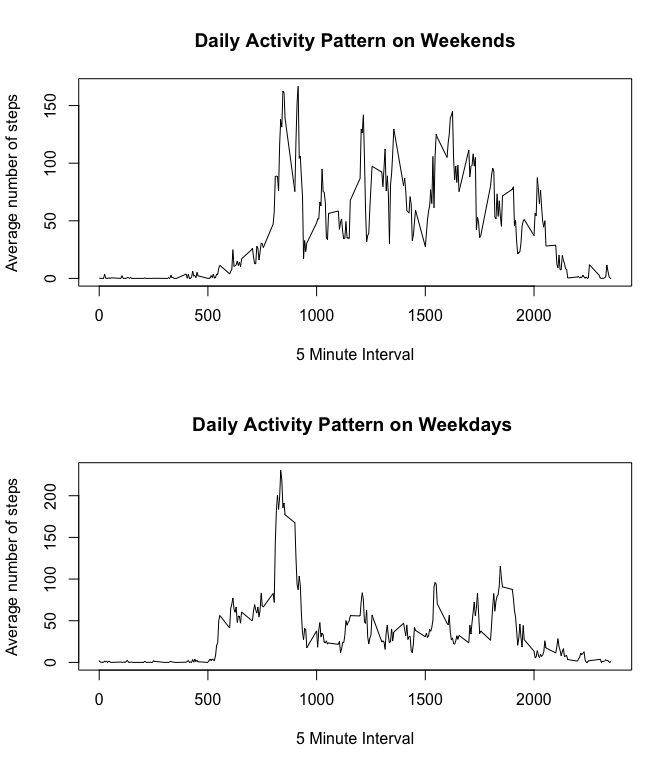 Daily Activity Pattern on Weekends
Average number of steps
0 50 100 150
0 500 1000 1500 2000
5 Minute Interval
Daily Activity Pattern on Weekdays
Average number of steps
0 50 100 150 200
0 500 1000 1500 2000
5 Minute Interval